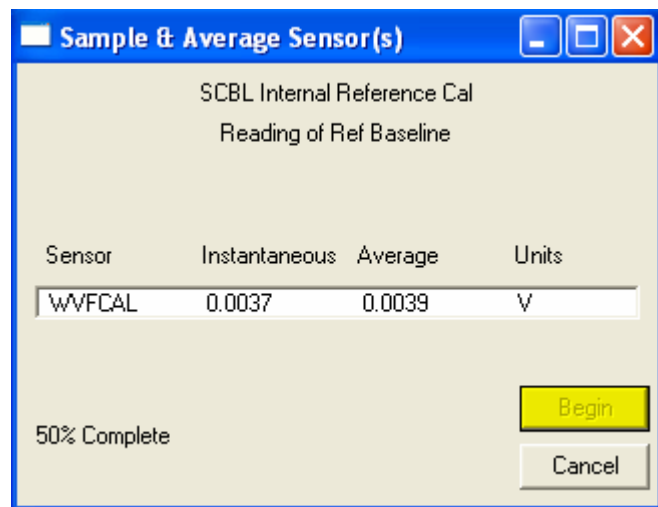 Sample & Average Sensor(s)
SCBL Internal Reference Cal
Reading of Ref Baseline
Sensor Instantaneous Average Units
WVFCAL 0.0037 0.0039 V
Begin
50% Complete
Cancel